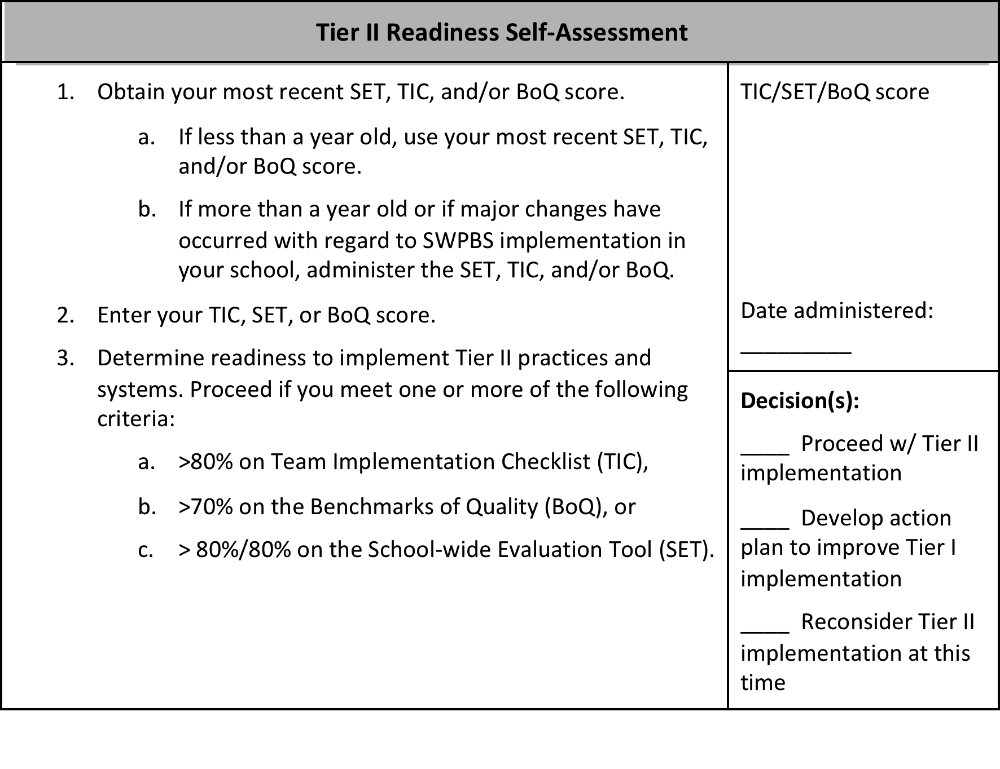 Tier II Readiness Self-Assessment
1. Obtain your most recent SET, TIC, and/or BoQ score.
a. If less than a year old, use your most recent SET, TIC,
and/or BoQ score.
b. If more than a year old or if major changes have
occurred with regard to SWPBS implementation in
your school, administer the SET, TIC, and/or BoQ.
2. Enter your TIC, SET, or BoQ score.
3. Determine readiness to implement Tier II practices and
systems. Proceed if you meet one or more of the following
criteria:
a. >80% on Team Implementation Checklist (TIC),
b. >70% on the Benchmarks of Quality (BoQ), or
c. > 80%/80% on the School-wide Evaluation Tool (SET).
TIC/SET/BoQ score
Date administered:
_________
Decision(s):
____ Proceed w/ Tier II
implementation
____ Develop action
plan to improve Tier I
implementation
____ Reconsider Tier II
implementation at this
time